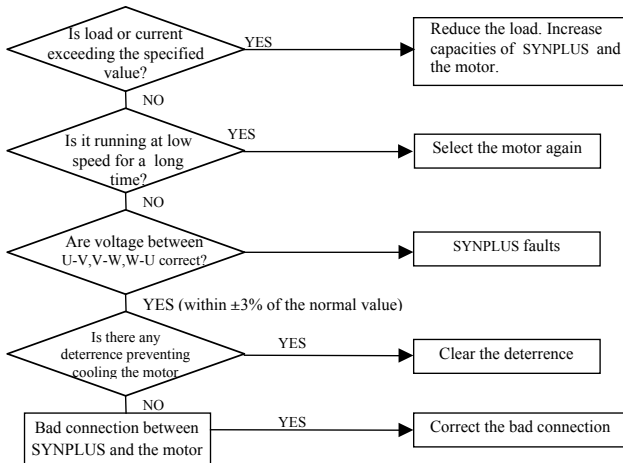 Is load or current
exceeding the specified
value?
YES
Reduce the load. Increase
capacities of SYNPLUS and
the motor.
NO
Is it running at low
speed for a long
time?
YES
Select the motor again
NO
Are voltage between
U-V,V-W,W-U correct?
SYNPLUS faults
YES (within ±3% of the normal value)
Is there any
deterrence preventing
cooling the motor
YES
Clear the deterrence
NO
Bad connection between
SYNPLUS and the motor
YES
Correct the bad connection